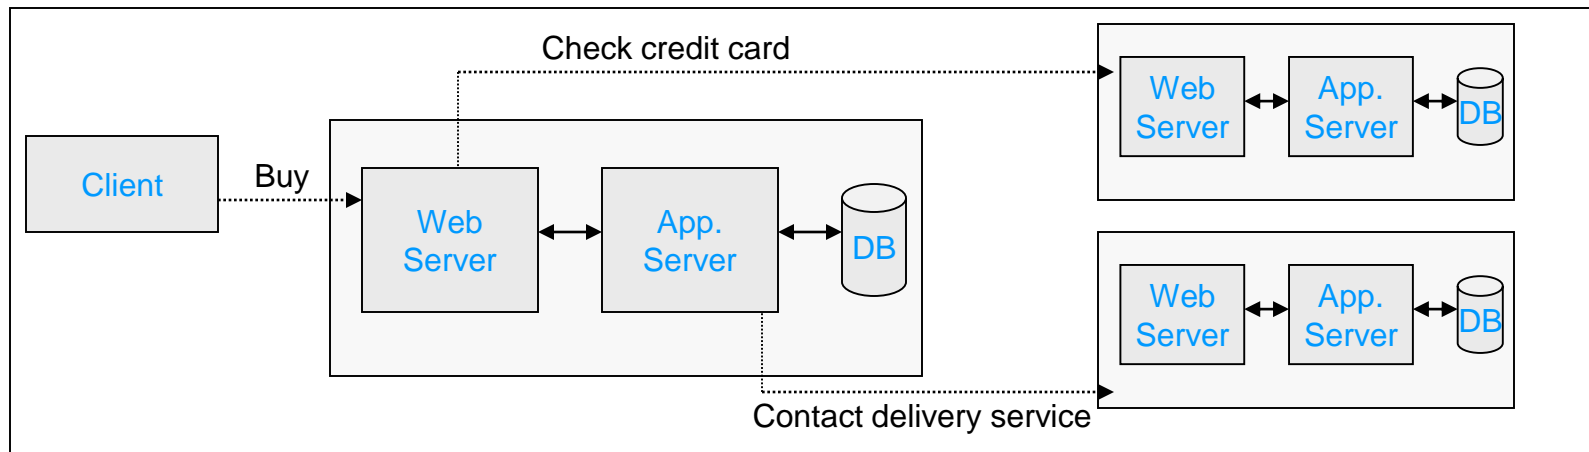 Check credit card
Client
Buy
Web
Server
App.
Server
DB
Web
Server
App.
Server
DB
Web
Server
App.
Server
DB
Contact delivery service